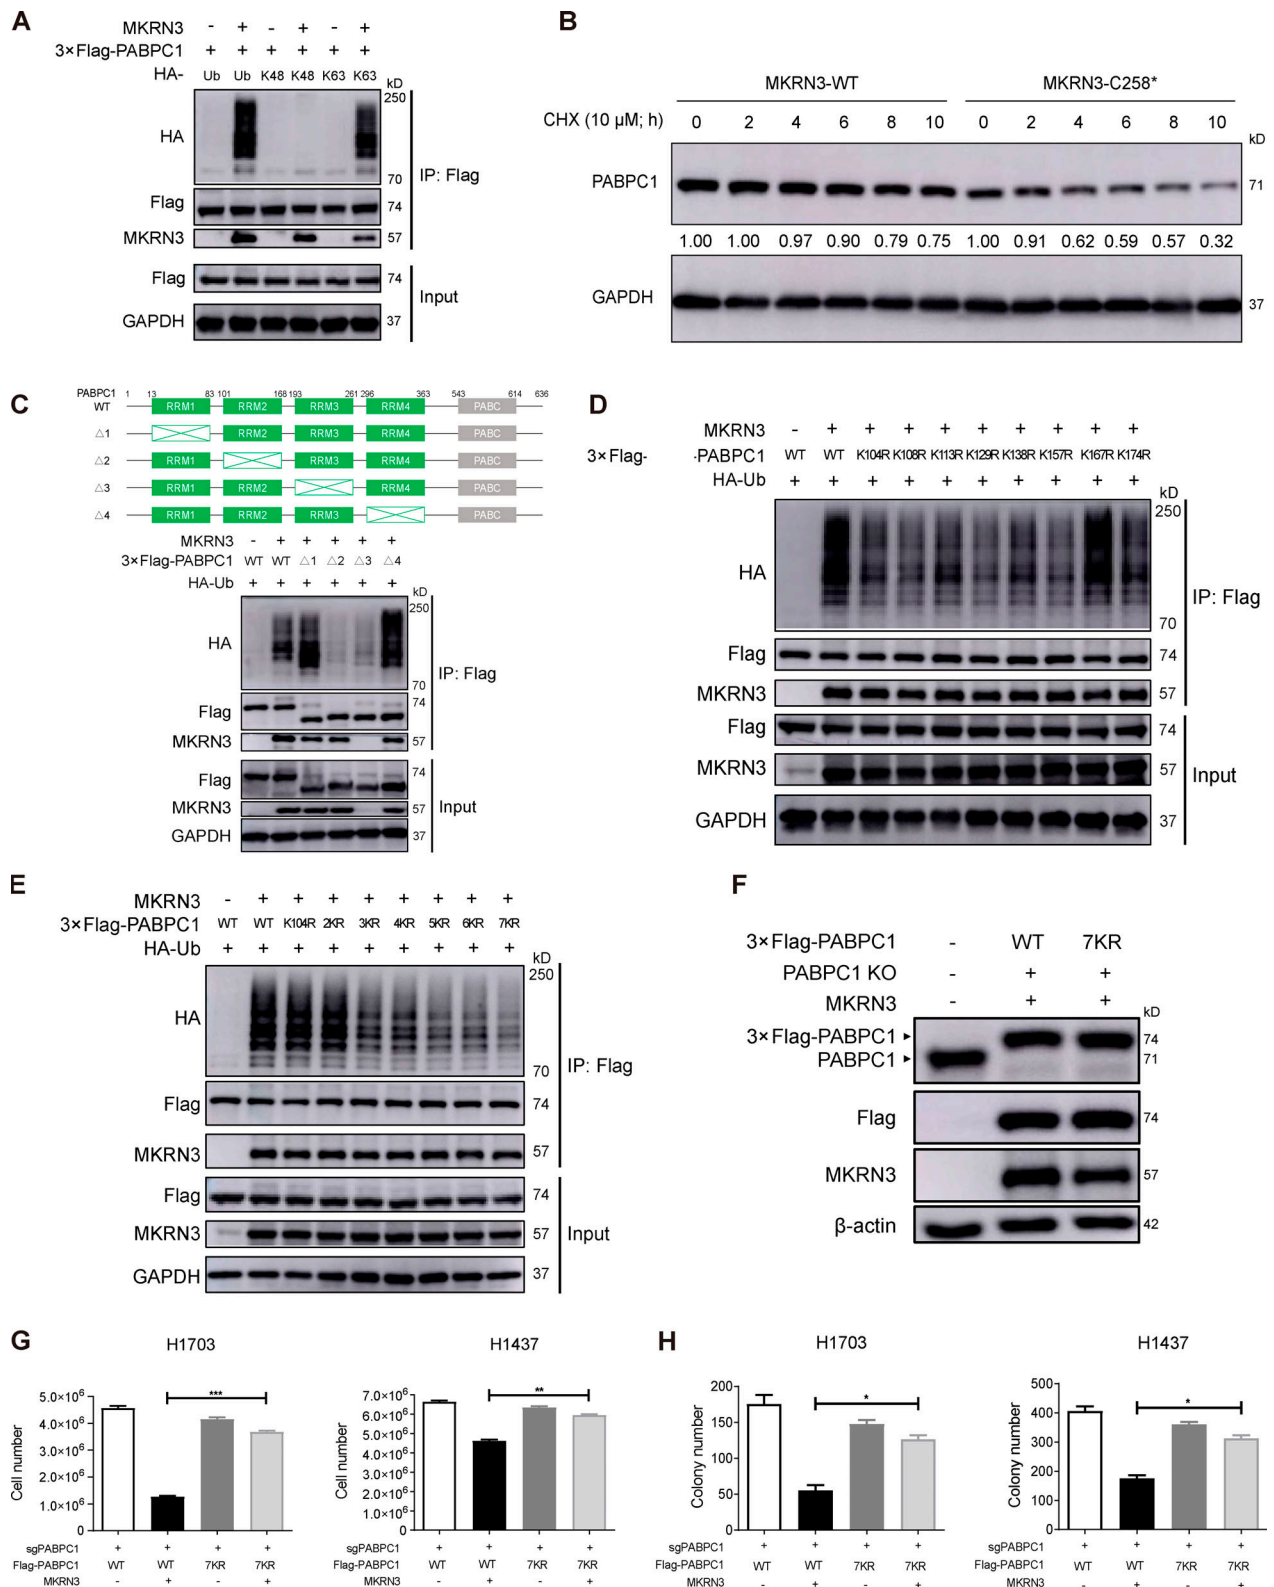 A
MKRN3 - + - + - +
3×Flag-PABPC1 + + + + + +
HA- Ub Ub K48 K48 K63 K63
kD
HA 250
70
Flag 74
MKRN3 57
IP: Flag
Flag 74
GAPDH 37
Input
B
MKRN3-WT MKRN3-C258*
CHX (10 µM; h) 0 2 4 6 8 10 0 2 4 6 8 10
kD
PABPC1 71
1.00 1.00 0.97 0.90 0.79 0.75 1.00 0.91 0.62 0.59 0.57 0.32
GAPDH 37
C
PABPC1 1 13 83 101 168 193 261 296 363 543 614 636
WT RRM1 RRM2 RRM3 RRM4 PABC
△1 RRM2 RRM3 RRM4 PABC
△2 RRM1 RRM3 RRM4 PABC
△3 RRM1 RRM2 RRM4 PABC
△4 RRM1 RRM2 RRM3 PABC
MKRN3 - + + + + +
3×Flag-PABPC1 WT WT △1 △2 △3 △4
HA-Ub + + + + + +
kD
HA 250
70
Flag 74
MKRN3 57
IP: Flag
Flag 74
MKRN3 57
GAPDH 37
Input
D
MKRN3 - + + + + + + + + +
3×Flag- -PABPC1 WT WT K104R K108R K113R K129R K138R K157R K167R K174R
HA-Ub + + + + + + + + + +
kD
HA 250
70
Flag 74
MKRN3 57
IP: Flag
Flag 74
MKRN3 57
GAPDH 37
Input
E
MKRN3 - + + + + + + +
3×Flag-PABPC1 WT WT K104R 2KR 3KR 4KR 5KR 6KR 7KR
HA-Ub + + + + + + + + +
kD
HA 250
70
Flag 74
MKRN3 57
IP: Flag
Flag 74
MKRN3 57
GAPDH 37
Input
F
3×Flag-PABPC1 - WT 7KR
PABPC1 KO - + +
MKRN3 - + +
kD
3×Flag-PABPC1 74
PABPC1 71
Flag 74
MKRN3 57
β-actin 42
G
H1703
Cell number
5.0×10⁶
4.0×10⁶
3.0×10⁶
2.0×10⁶
1.0×10⁶
0
***
sgPABPC1 + + + +
Flag-PABPC1 WT WT 7KR 7KR
MKRN3 - + - +
H1437
Cell number
7.0×10⁶
6.0×10⁶
5.0×10⁶
4.0×10⁶
3.0×10⁶
2.0×10⁶
1.0×10⁶
0
**
sgPABPC1 + + + +
Flag-PABPC1 WT WT 7KR 7KR
MKRN3 - + - +
H
H1703
Colony number
200
150
100
50
0
*
sgPABPC1 + + + +
Flag-PABPC1 WT WT 7KR 7KR
MKRN3 - + - +
H1437
Colony number
500
400
300
200
100
0
*
sgPABPC1 + + + +
Flag-PABPC1 WT WT 7KR 7KR
MKRN3 - + - +